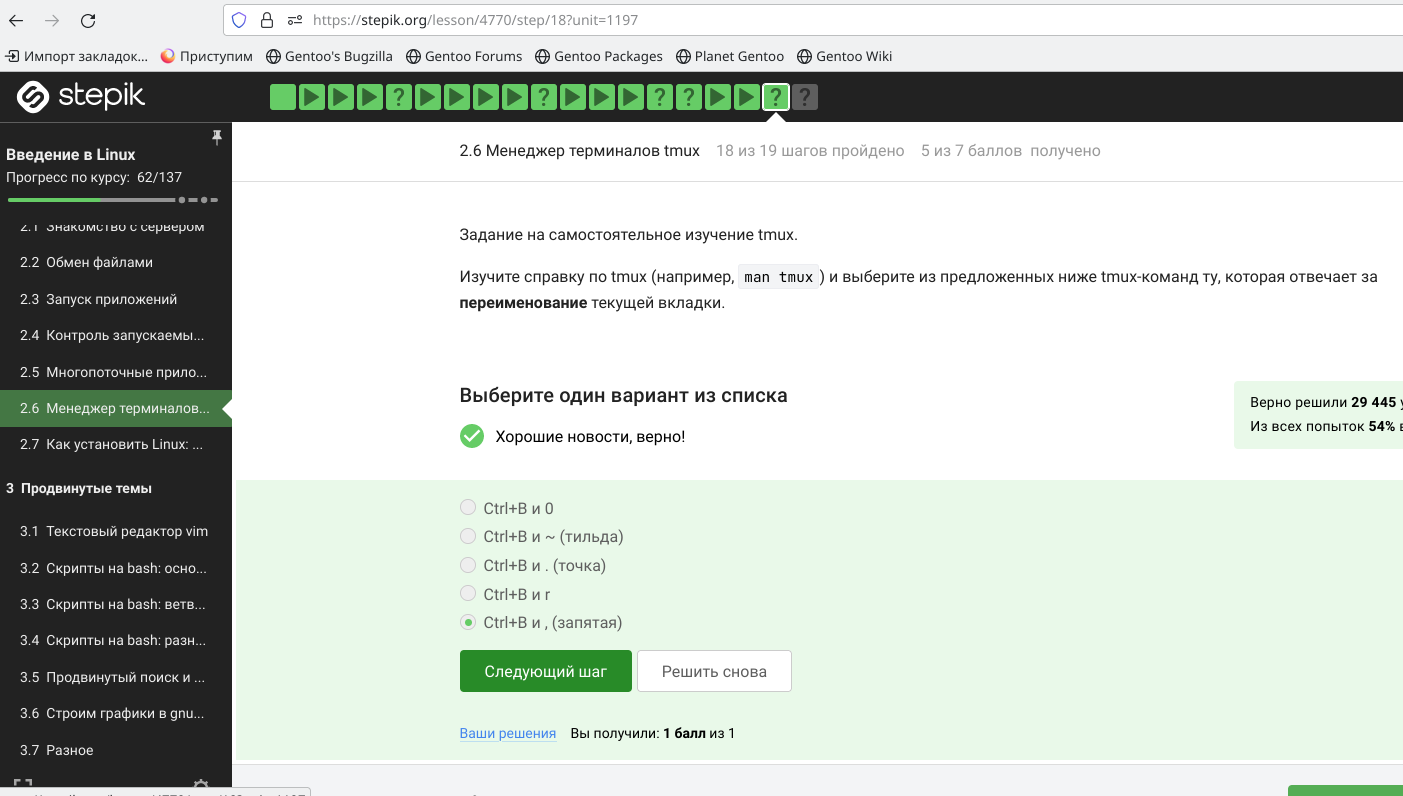 https://stepik.org/lesson/4770/step/18?unit=1197
Импорт закладок... Приступим Gentoo's Bugzilla Gentoo Forums Gentoo Packages Planet Gentoo Gentoo Wiki
stepik
? ? ? ? ? ?
Введение в Linux
Прогресс по курсу: 62/137
2.1 Знакомство с сервером
2.2 Обмен файлами
2.3 Запуск приложений
2.4 Контроль запускаемы...
2.5 Многопоточные прило...
2.6 Менеджер терминалов...
2.7 Как установить Linux: ...
3 Продвинутые темы
3.1 Текстовый редактор vim
3.2 Скрипты на bash: осно...
3.3 Скрипты на bash: ветв...
3.4 Скрипты на bash: разн...
3.5 Продвинутый поиск и ...
3.6 Строим графики в gnu...
3.7 Разное
2.6 Менеджер терминалов tmux 18 из 19 шагов пройдено 5 из 7 баллов получено
Задание на самостоятельное изучение tmux.
Изучите справку по tmux (например, man tmux ) и выберите из предложенных ниже tmux-команд ту, которая отвечает за
переименование текущей вкладки.
Выберите один вариант из списка
Хорошие новости, верно!
Верно решили 29 445
Из всех попыток 54%
Ctrl+B и 0
Ctrl+B и ~ (тильда)
Ctrl+B и . (точка)
Ctrl+B и r
Ctrl+B и , (запятая)
Следующий шаг Решить снова
Ваши решения Вы получили: 1 балл из 1